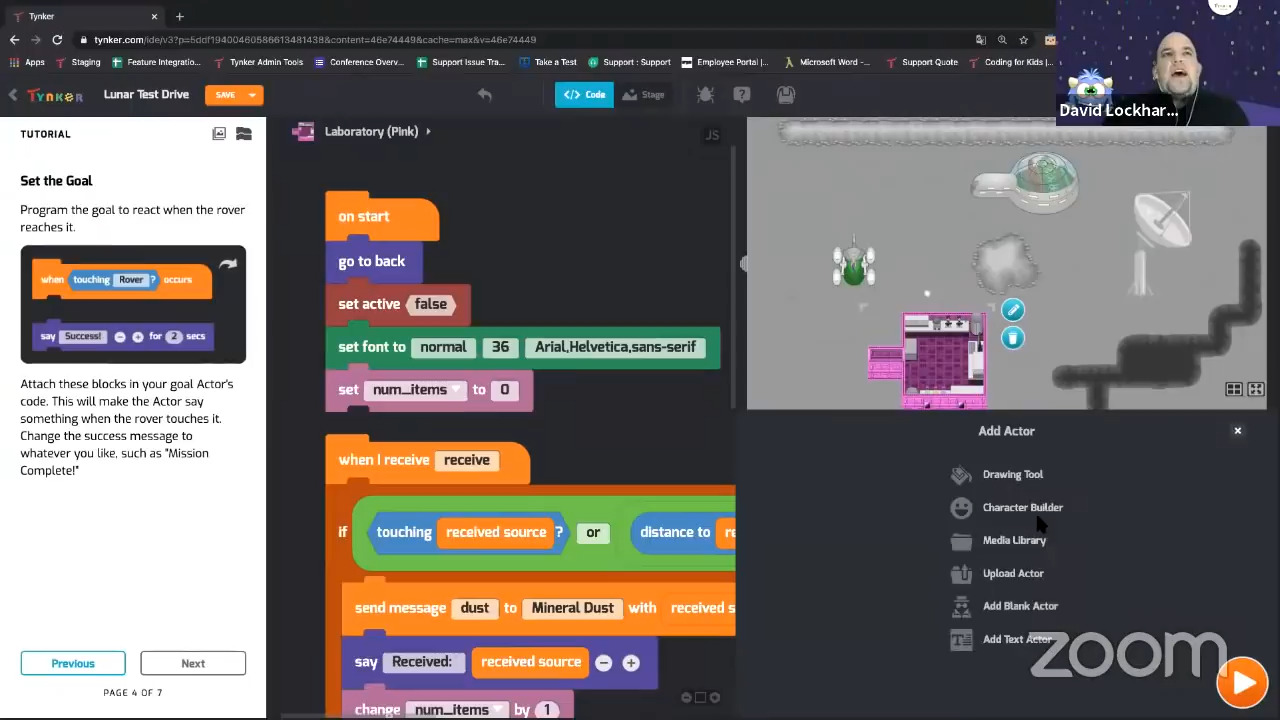 Tynker
tynker.com/ide/v3?p=5ddf19400460586613481438&content=46e74449&cache=max&v=46e74449
Apps
Staging
Feature Integratio...
Tynker Admin Tools
Conference Overv...
Support Issue Tra...
Take a Test
Support : Support
Employee Portal |...
Microsoft Word –...
Support Quote
Coding for Kids |...
David Lockhar...
TYNKER
Lunar Test Drive
SAVE
</> Code
Stage
TUTORIAL
Set the Goal
Program the goal to react when the rover
reaches it.
when touching Rover ? occurs
say Success! for 2 secs
Attach these blocks in your goal Actor's
code. This will make the Actor say
something when the rover touches it.
Change the success message to
whatever you like, such as "Mission
Complete!"
Previous
Next
PAGE 4 OF 7
Laboratory (Pink)
JS
on start
go to back
set active false
set font to normal 36 Arial,Helvetica,sans-serif
set num_items to 0
when I receive receive
if touching received source ? or distance to re
send message dust to Mineral Dust with received s
say Received: received source
change num_items by 1
Add Actor
Drawing Tool
Character Builder
Media Library
Upload Actor
Add Blank Actor
Add Text Actor
zoom